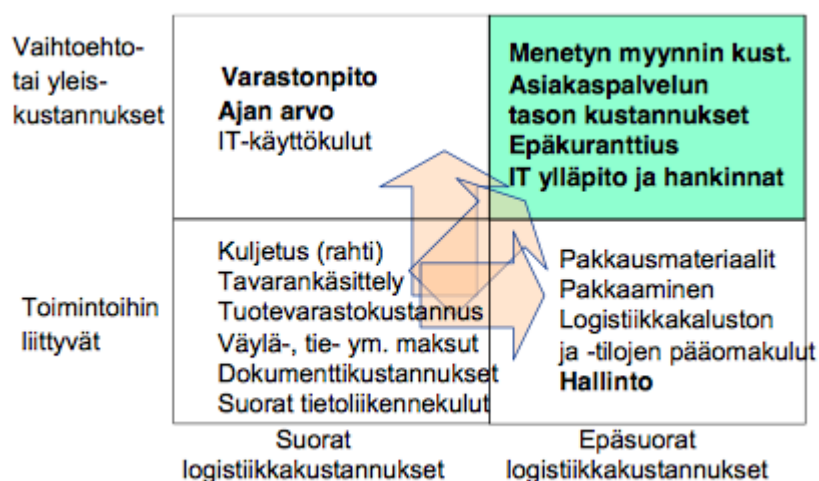 Vaihtoehto-
tai yleis-
kustannukset
Varastonpito
Ajan arvo
IT-käyttökulut
Menetyn myynnin kust.
Asiakaspalvelun
tason kustannukset
Epäkuranttius
IT ylläpito ja hankinnat
Toimintoihin
liittyvät
Kuljetus (rahti)
Tavarankäsittely
Tuotevarastokustannus
Väylä-, tie- ym. maksut
Dokumenttikustannukset
Suorat tietoliikennekulut
Pakkausmateriaalit
Pakkaaminen
Logistiikkakaluston
ja -tilojen pääomakulut
Hallinto
Suorat
logistiikkakustannukset
Epäsuorat
logistiikkakustannukset